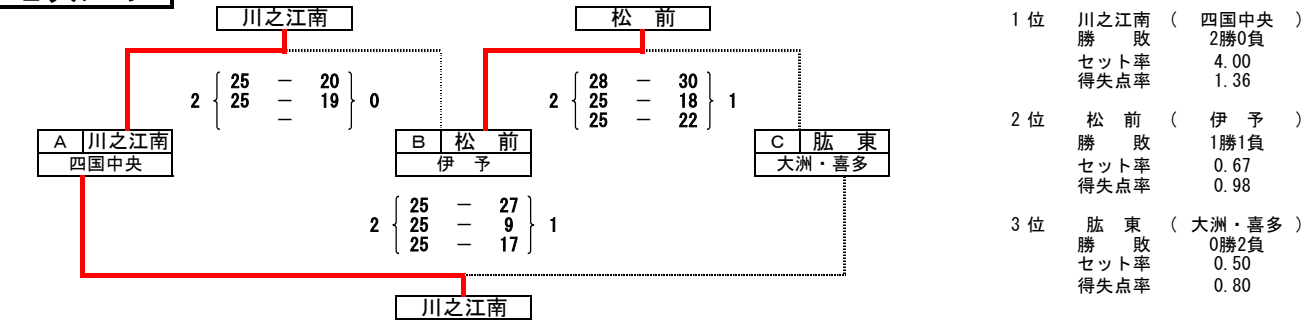 川之江南
松　前
2 25 － 20 0
25 － 19
－
2 28 － 30 1
25 － 18
25 － 22
A 川之江南
四国中央
B 松　前
伊　予
C 肱　東
大洲・喜多
2 25 － 27 1
25 － 9
25 － 17
川之江南
1 位 川之江南 （ 四国中央 ）
勝　敗 2勝0負
セット率 4.00
得失点率 1.36
2 位 松　前 （ 伊　予 ）
勝　敗 1勝1負
セット率 0.67
得失点率 0.98
3 位 肱　東 （ 大洲・喜多 ）
勝　敗 0勝2負
セット率 0.50
得失点率 0.80